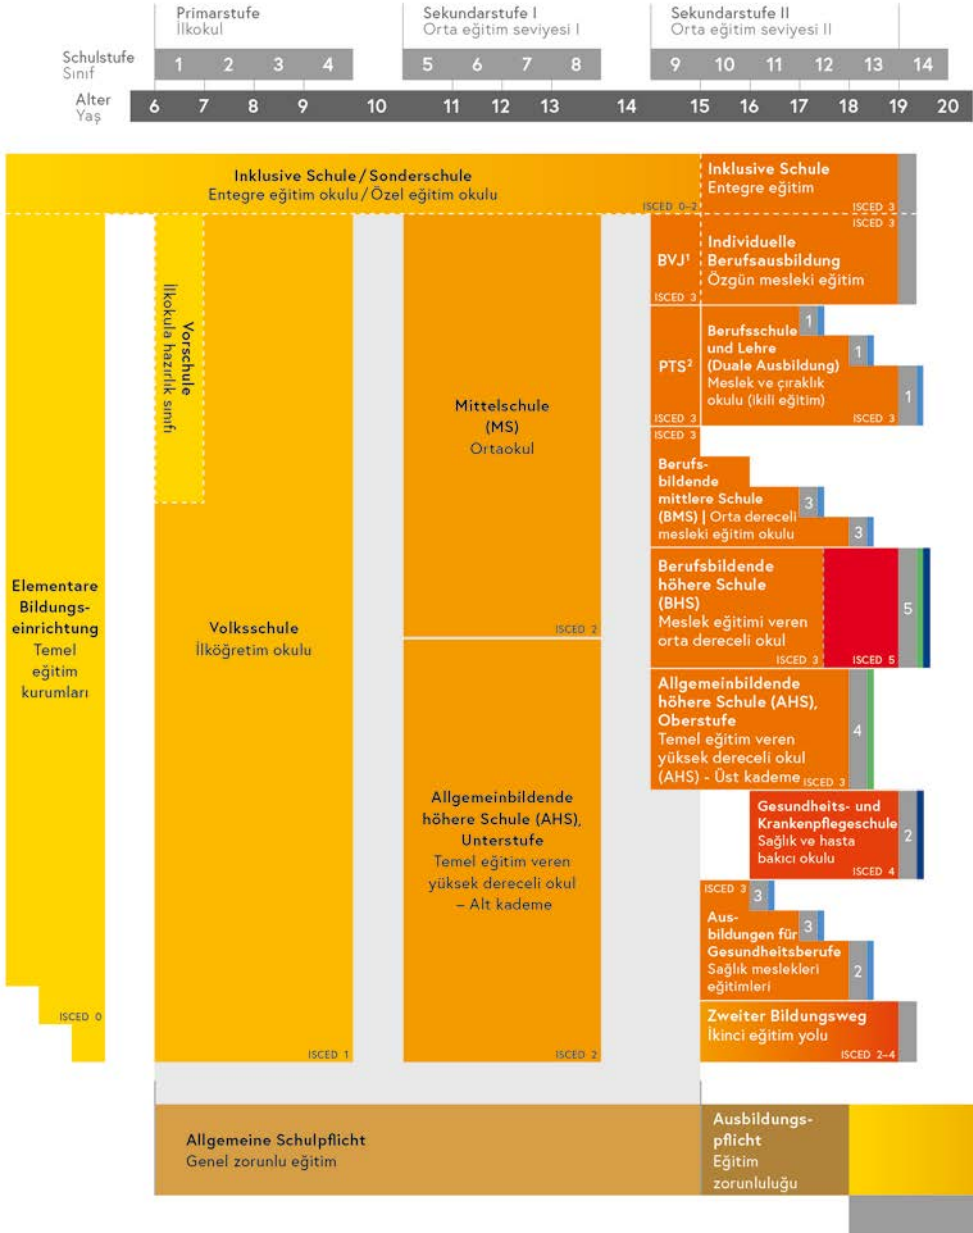 Primarstufe
İlkokul
Sekundarstufe I
Orta eğitim seviyesi I
Sekundarstufe II
Orta eğitim seviyesi II
Schulstufe
Sınıf
1 2 3 4 5 6 7 8 9 10 11 12 13 14
Alter
Yaş
6 7 8 9 10 11 12 13 14 15 16 17 18 19 20
Inklusive Schule / Sonderschule
Entegre eğitim okulu / Özel eğitim okulu
ISCED 0–2
Inklusive Schule
Entegre eğitim
ISCED 3
ISCED 3
BVJ¹
ISCED 3
Individuelle
Berufsausbildung
Özgün mesleki eğitim
Vorschule
İlkokula hazırlık sınıfı
PTS²
ISCED 3
Berufsschule
und Lehre
(Duale Ausbildung)
Meslek ve çıraklık
okulu (ikili eğitim)
ISCED 3
1
1
1
Mittelschule
(MS)
Ortaokul
ISCED 2
ISCED 3
Berufs-
bildende
mittlere Schule
(BMS) | Orta dereceli
mesleki eğitim okulu
3
3
Elementare
Bildungs-
einrichtung
Temel
eğitim
kurumları
ISCED 0
Volksschule
İlköğretim okulu
ISCED 1
Berufsbildende
höhere Schule
(BHS)
Meslek eğitimi veren
orta dereceli okul
ISCED 3
ISCED 5
5
Allgemeinbildende
höhere Schule (AHS),
Oberstufe
Temel eğitim veren
yüksek dereceli okul
(AHS) - Üst kademe
ISCED 3
4
Allgemeinbildende
höhere Schule (AHS),
Unterstufe
Temel eğitim veren
yüksek dereceli okul
– Alt kademe
ISCED 2
Gesundheits- und
Krankenpflegeschule
Sağlık ve hasta
bakıcı okulu
ISCED 4
2
ISCED 3
3
3
2
Aus-
bildungen für
Gesundheitsberufe
Sağlık meslekleri
eğitimleri
Zweiter Bildungsweg
İkinci eğitim yolu
ISCED 2–4
Allgemeine Schulpflicht
Genel zorunlu eğitim
Ausbildungs-
pflicht
Eğitim
zorunluluğu